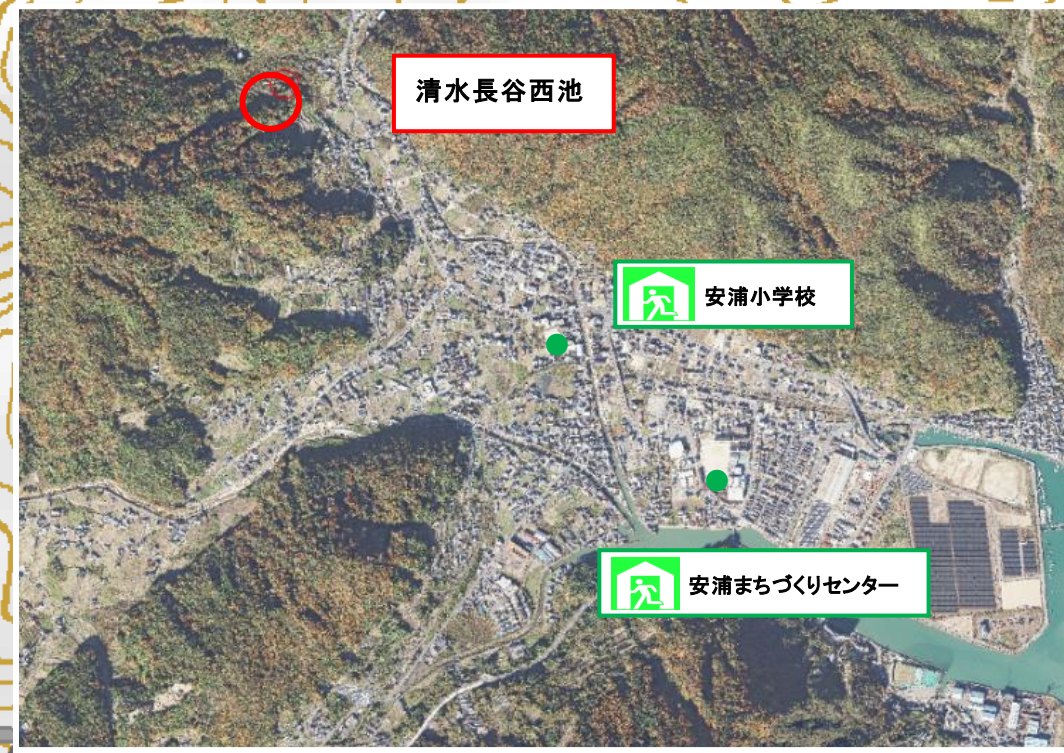 清水長谷西池
安浦小学校
安浦まちづくりセンター